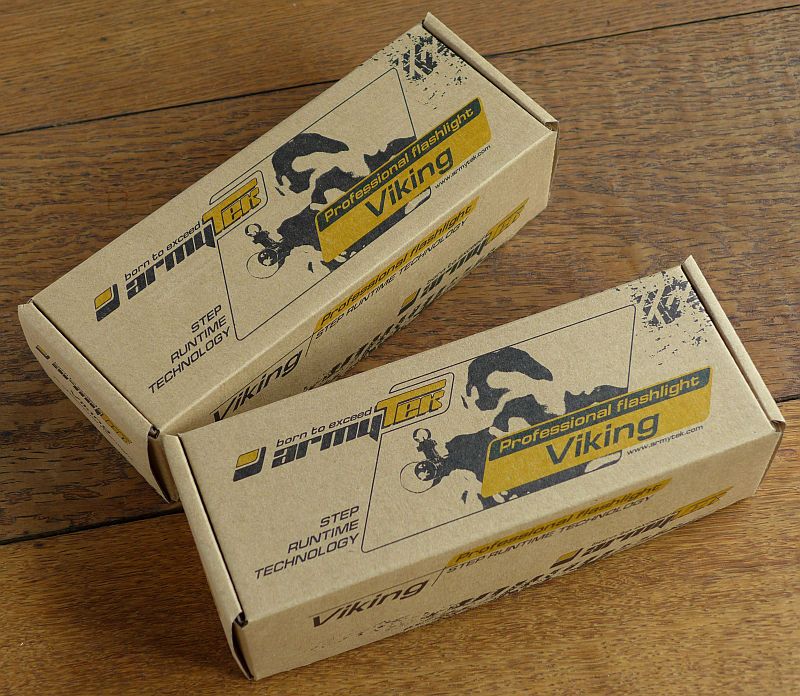 born to exceed
armyTek
Professional flashlight
Viking
www.armytek.com
STEP
RUNTIME
TECHNOLOGY
Viking
Professional flashlight
STEP RUNTIME TECHNOLOGY
born to exceed
armyTek
Professional flashlight
Viking
www.armytek.com
STEP
RUNTIME
TECHNOLOGY
Viking
Professional flashlight
STEP RUNTIME TECHNOLOGY
armyTek